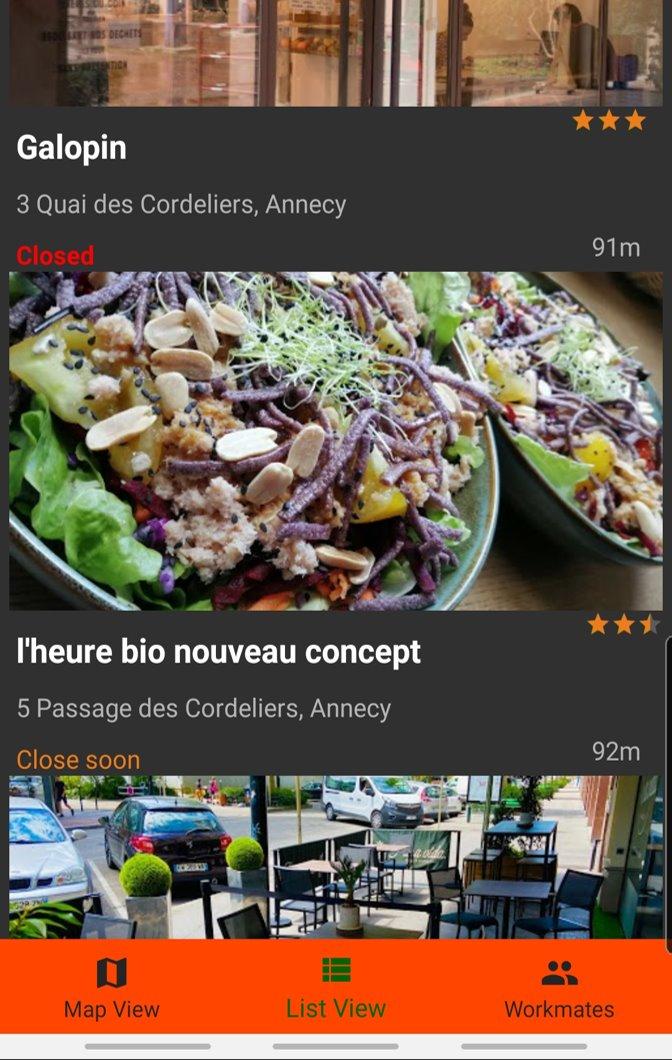 Galopin
3 Quai des Cordeliers, Annecy
Closed
91m
l'heure bio nouveau concept
5 Passage des Cordeliers, Annecy
Close soon
92m
Map View
List View
Workmates